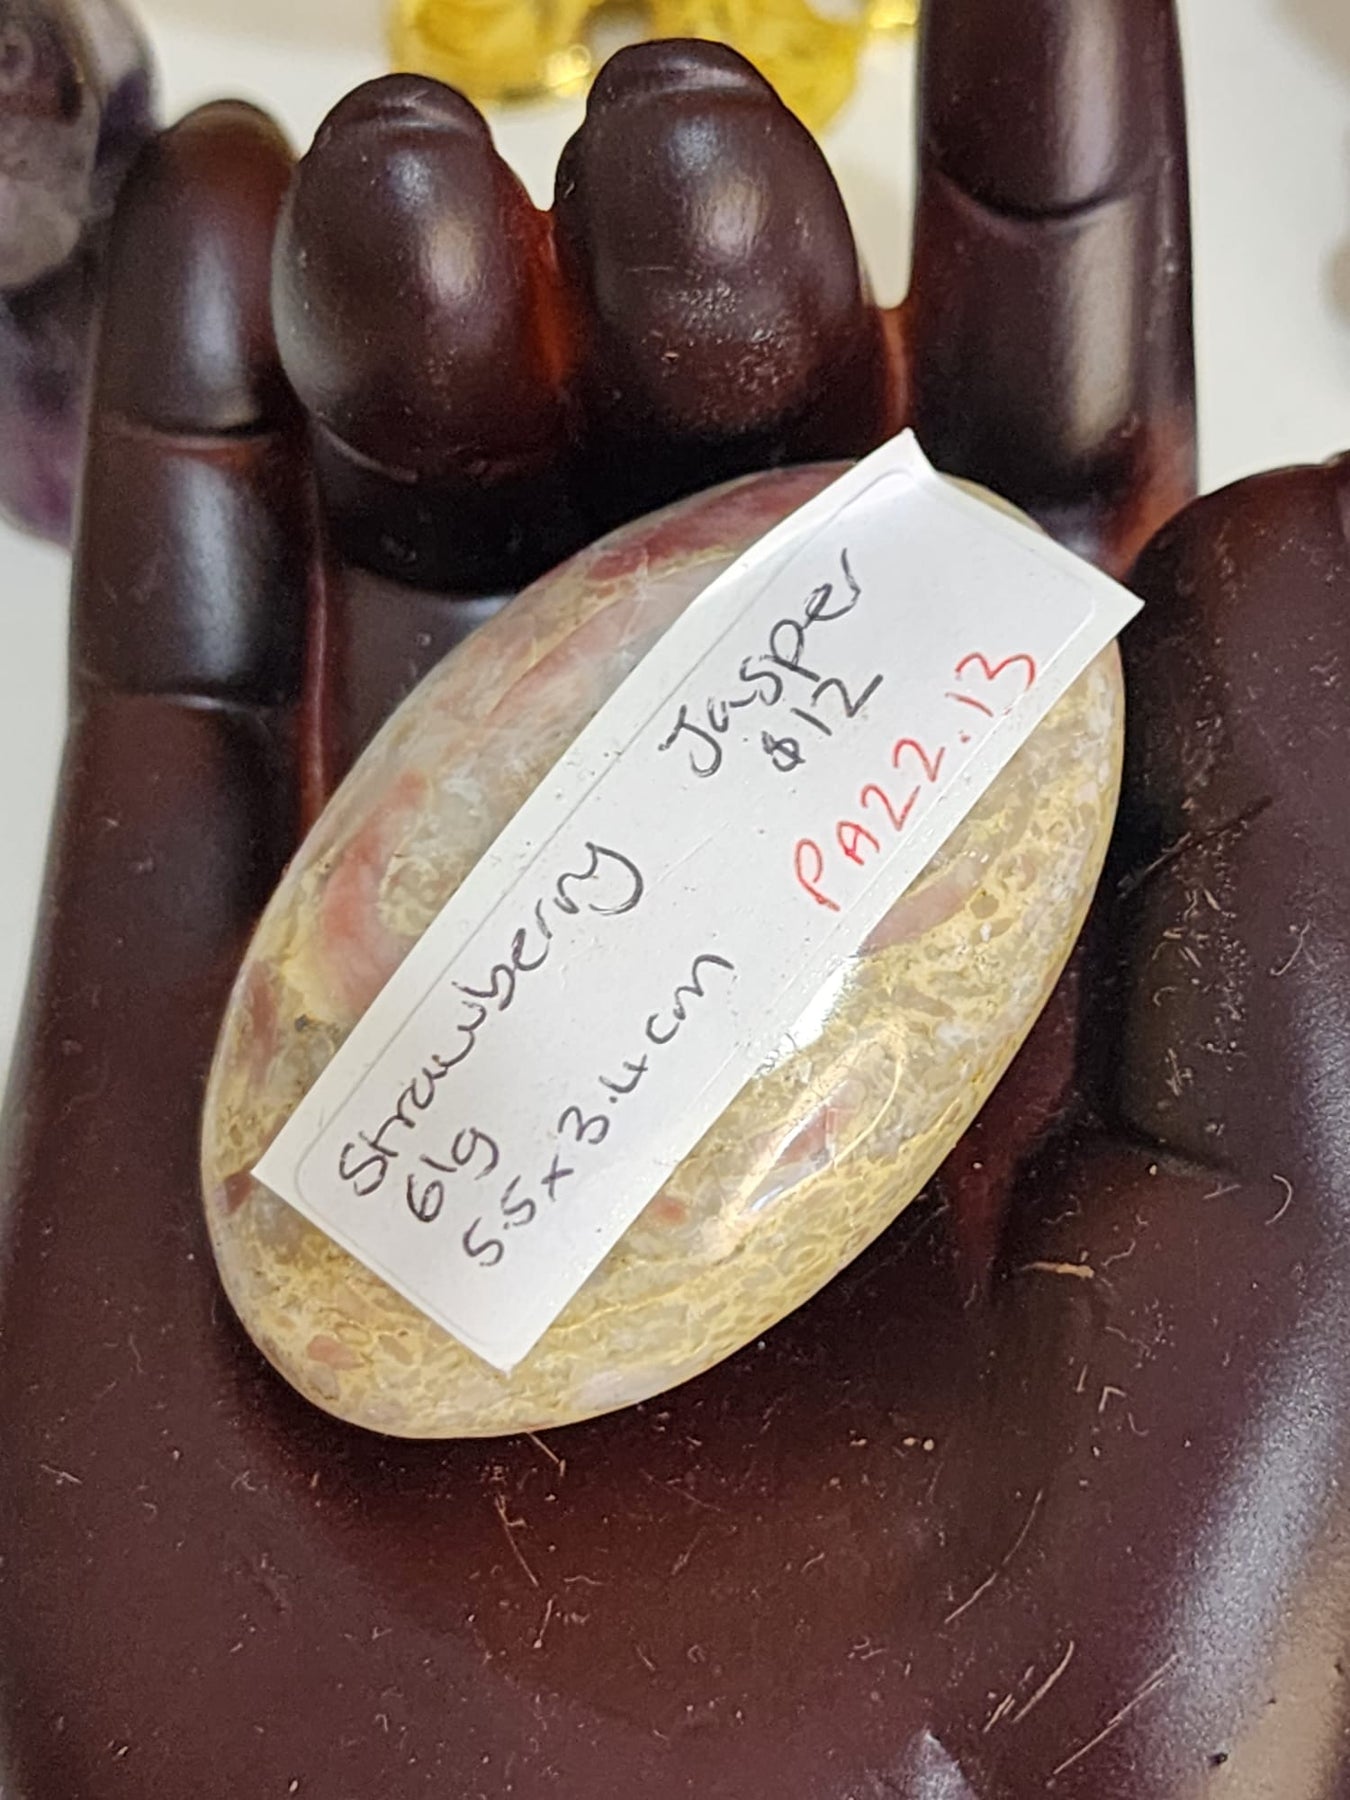 Strawberry Jasper
61g $12
5.5x3.4cm PA22.13